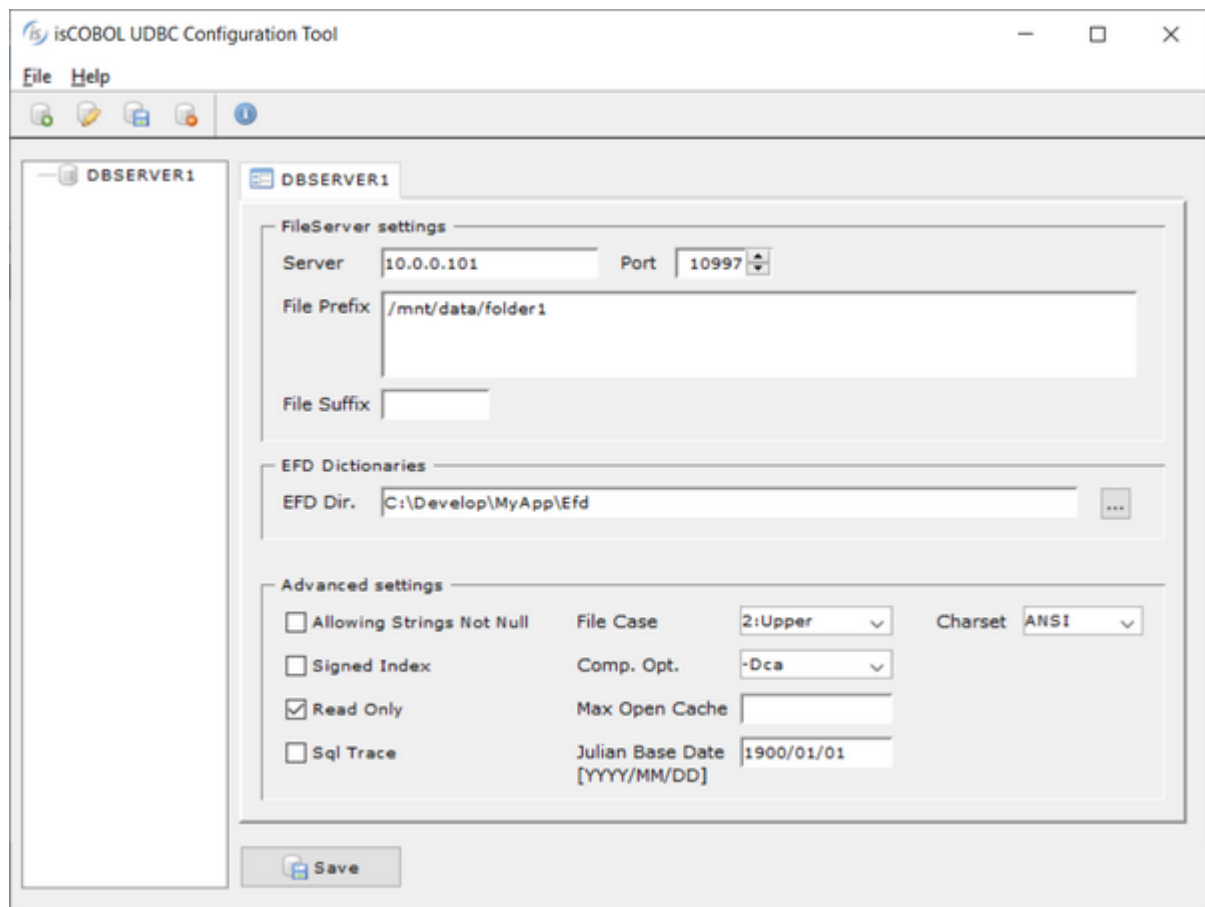 isCOBOL UDBC Configuration Tool
File Help
DBSERVER1
DBSERVER1
FileServer settings
Server 10.0.0.101 Port 10997
File Prefix /mnt/data/folder1
File Suffix
EFD Dictionaries
EFD Dir. C:\Develop\MyApp\Efd ...
Advanced settings
Allowing Strings Not Null File Case 2:Upper Charset ANSI
Signed Index Comp. Opt. -Dca
Read Only Max Open Cache
Sql Trace Julian Base Date 1900/01/01
[YYYY/MM/DD]
Save